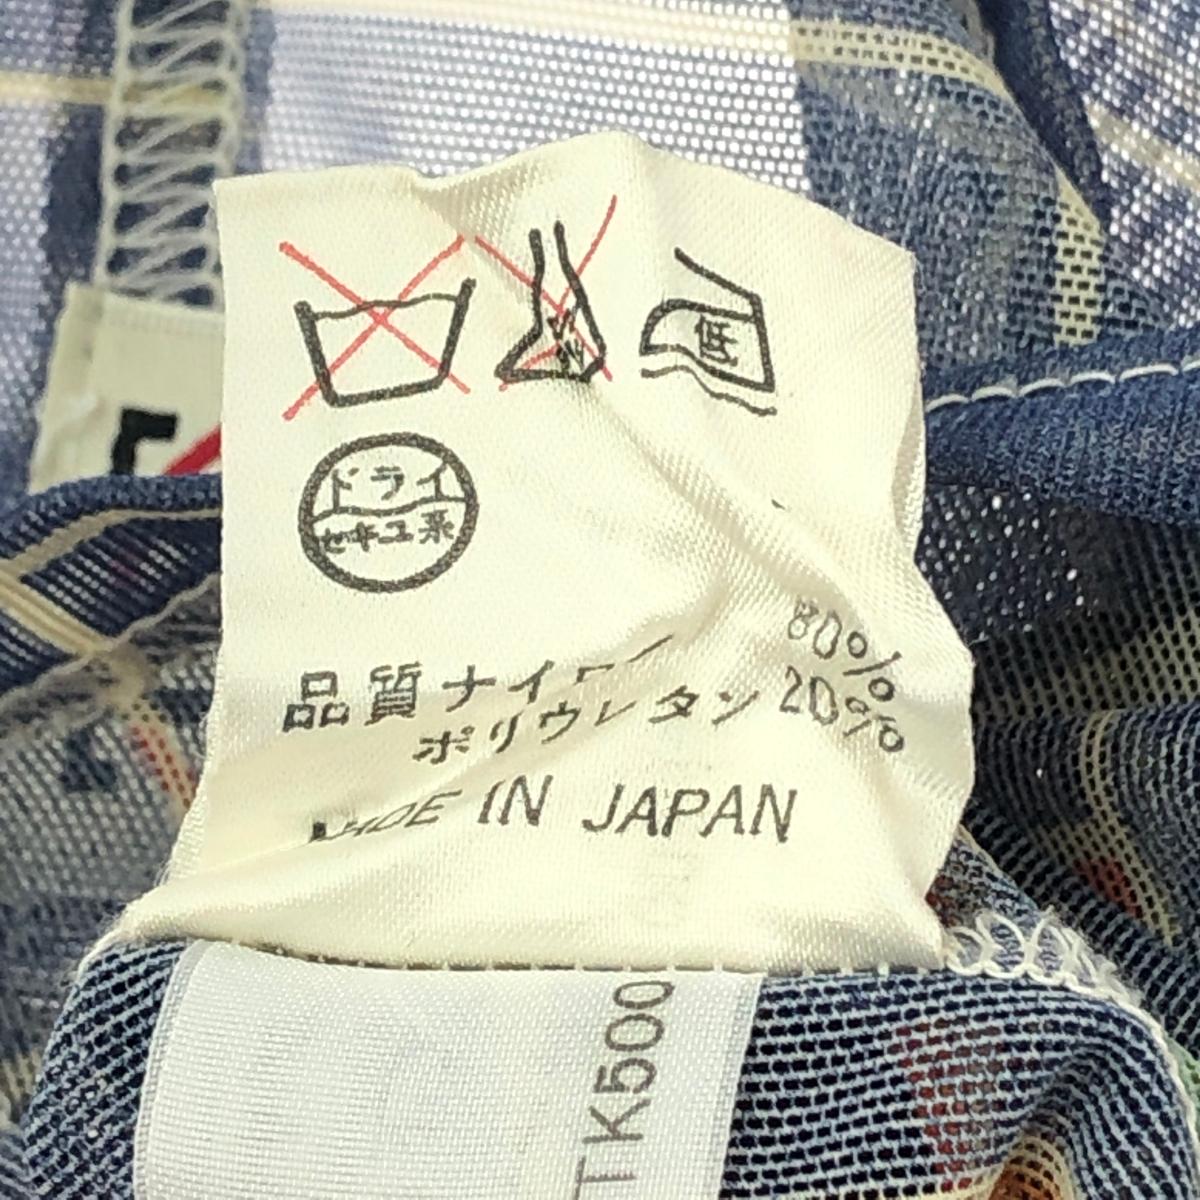 低
ドライ
セキユ系
品質 ナイロン 80%
ポリウレタン 20%
MADE IN JAPAN
TK500